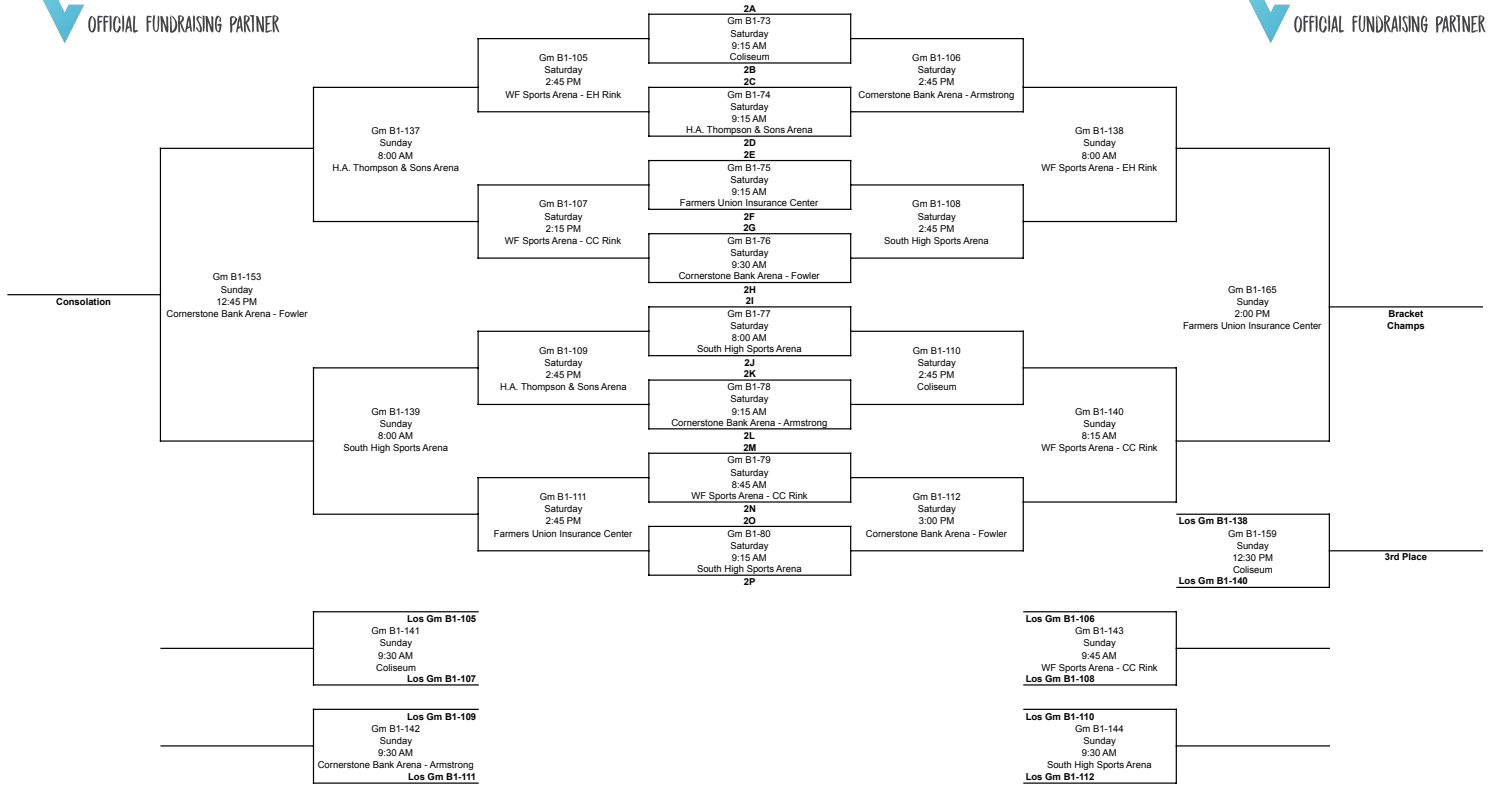 OFFICIAL FUNDRAISING PARTNER
OFFICIAL FUNDRAISING PARTNER
2A
Gm B1-73
Saturday
9:15 AM
Coliseum
2B
2C
Gm B1-74
Saturday
9:15 AM
H.A. Thompson & Sons Arena
2D
2E
Gm B1-75
Saturday
9:15 AM
Farmers Union Insurance Center
2F
2G
Gm B1-76
Saturday
9:30 AM
Cornerstone Bank Arena - Fowler
2H
2I
Gm B1-77
Saturday
8:00 AM
South High Sports Arena
2J
2K
Gm B1-78
Saturday
9:15 AM
Cornerstone Bank Arena - Armstrong
2L
2M
Gm B1-79
Saturday
8:45 AM
WF Sports Arena - CC Rink
2N
2O
Gm B1-80
Saturday
9:15 AM
South High Sports Arena
2P
Gm B1-105
Saturday
2:45 PM
WF Sports Arena - EH Rink
Gm B1-107
Saturday
2:15 PM
WF Sports Arena - CC Rink
Gm B1-109
Saturday
2:45 PM
H.A. Thompson & Sons Arena
Gm B1-111
Saturday
2:45 PM
Farmers Union Insurance Center
Gm B1-137
Sunday
8:00 AM
H.A. Thompson & Sons Arena
Gm B1-139
Sunday
8:00 AM
South High Sports Arena
Gm B1-153
Sunday
12:45 PM
Cornerstone Bank Arena - Fowler
Consolation
Gm B1-106
Saturday
2:45 PM
Cornerstone Bank Arena - Armstrong
Gm B1-108
Saturday
2:45 PM
South High Sports Arena
Gm B1-110
Saturday
2:45 PM
Coliseum
Gm B1-112
Saturday
3:00 PM
Cornerstone Bank Arena - Fowler
Gm B1-138
Sunday
8:00 AM
WF Sports Arena - EH Rink
Gm B1-140
Sunday
8:15 AM
WF Sports Arena - CC Rink
Gm B1-165
Sunday
2:00 PM
Farmers Union Insurance Center
Bracket
Champs
Los Gm B1-138
Gm B1-159
Sunday
12:30 PM
Coliseum
Los Gm B1-140
3rd Place
Los Gm B1-105
Gm B1-141
Sunday
9:30 AM
Coliseum
Los Gm B1-107
Los Gm B1-109
Gm B1-142
Sunday
9:30 AM
Cornerstone Bank Arena - Armstrong
Los Gm B1-111
Los Gm B1-106
Gm B1-143
Sunday
9:45 AM
WF Sports Arena - CC Rink
Los Gm B1-108
Los Gm B1-110
Gm B1-144
Sunday
9:30 AM
South High Sports Arena
Los Gm B1-112